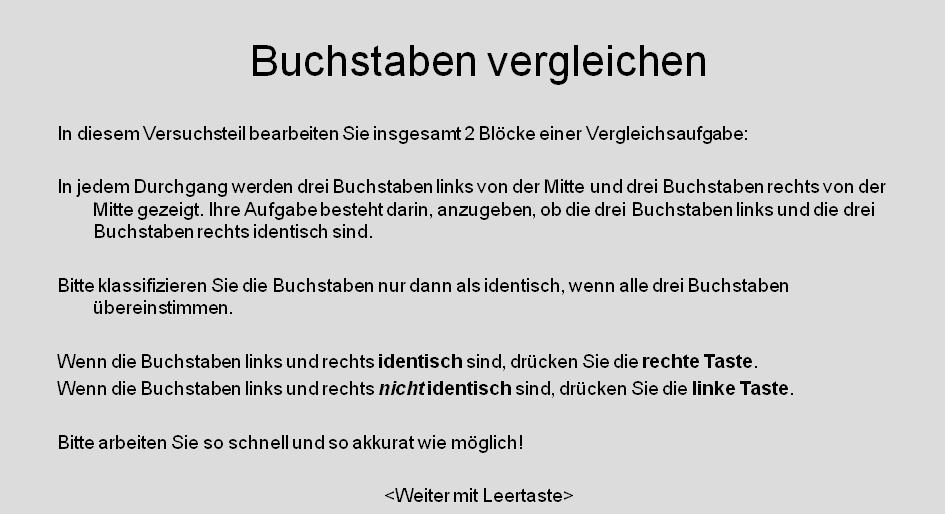 Buchstaben vergleichen
In diesem Versuchsteil bearbeiten Sie insgesamt 2 Blöcke einer Vergleichsaufgabe:
In jedem Durchgang werden drei Buchstaben links von der Mitte und drei Buchstaben rechts von der
Mitte gezeigt. Ihre Aufgabe besteht darin, anzugeben, ob die drei Buchstaben links und die drei
Buchstaben rechts identisch sind.
Bitte klassifizieren Sie die Buchstaben nur dann als identisch, wenn alle drei Buchstaben
übereinstimmen.
Wenn die Buchstaben links und rechts identisch sind, drücken Sie die rechte Taste.
Wenn die Buchstaben links und rechts nicht identisch sind, drücken Sie die linke Taste.
Bitte arbeiten Sie so schnell und so akkurat wie möglich!
<Weiter mit Leertaste>